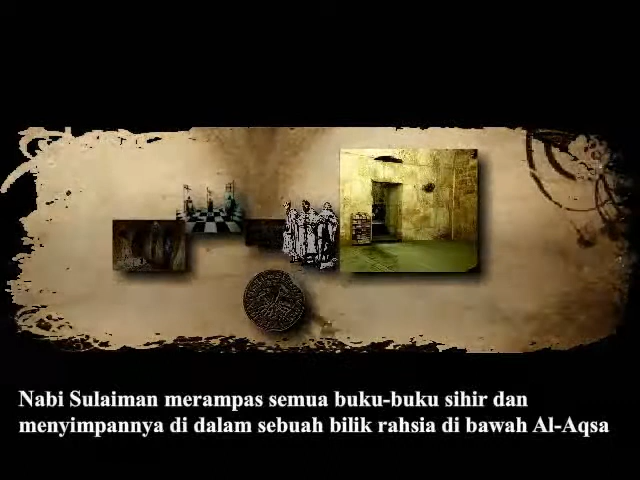 Nabi Sulaiman merampas semua buku-buku sihir dan
menyimpannya di dalam sebuah bilik rahsia di bawah Al-Aqsa